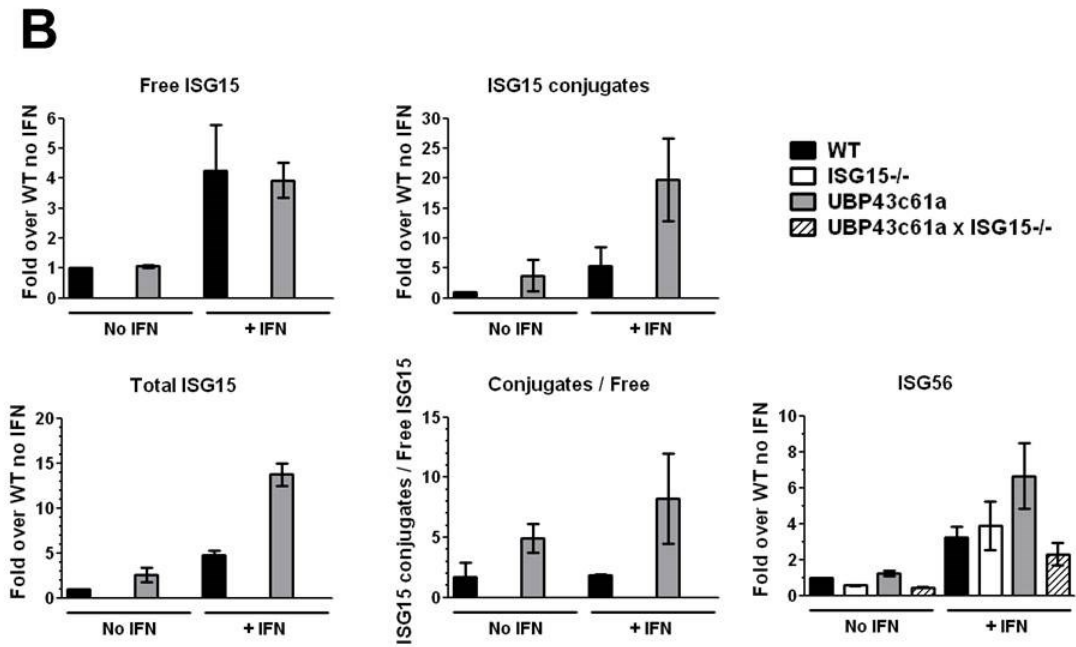 B
Free ISG15
Fold over WT no IFN
6
5
4
3
2
1
0
No IFN
+ IFN
ISG15 conjugates
Fold over WT no IFN
30
25
20
15
10
5
0
No IFN
+ IFN
WT
ISG15-/-
UBP43c61a
UBP43c61a x ISG15-/-
Total ISG15
Fold over WT no IFN
20
15
10
5
0
No IFN
+ IFN
Conjugates / Free
ISG15 conjugates / Free ISG15
15
10
5
0
No IFN
+ IFN
ISG56
Fold over WT no IFN
10
8
6
4
2
0
No IFN
+ IFN